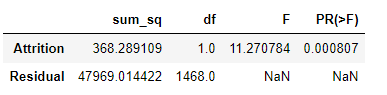 sum_sq df F PR(>F)
Attrition 368.289109 1.0 11.270784 0.000807
Residual 47969.014422 1468.0 NaN NaN